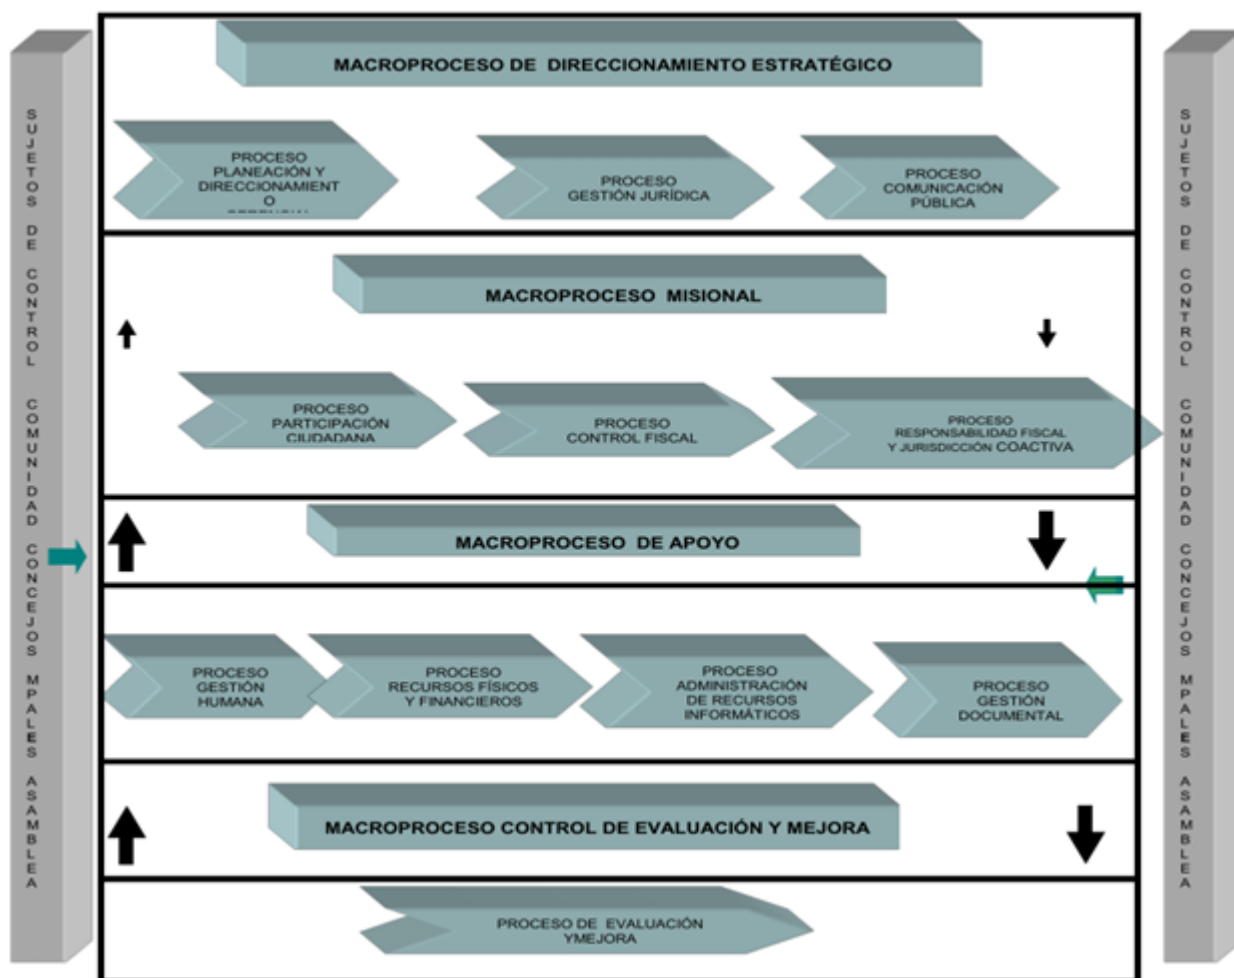 SUJETOS DE CONTROL COMUNIDAD CONCEJOS MPALES ASAMBLEA
MACROPROCESO DE DIRECCIONAMIENTO ESTRATÉGICO
PROCESO
PLANEACIÓN Y
DIRECCIONAMIENT
O
PROCESO
GESTIÓN JURÍDICA
PROCESO
COMUNICACIÓN
PÚBLICA
MACROPROCESO MISIONAL
PROCESO
PARTICIPACIÓN
CIUDADANA
PROCESO
CONTROL FISCAL
PROCESO
RESPONSABILIDAD FISCAL
Y JURISDICCIÓN COACTIVA
MACROPROCESO DE APOYO
PROCESO
GESTIÓN
HUMANA
PROCESO
RECURSOS FÍSICOS
Y FINANCIEROS
PROCESO
ADMINISTRACIÓN
DE RECURSOS
INFORMÁTICOS
PROCESO
GESTIÓN
DOCUMENTAL
MACROPROCESO CONTROL DE EVALUACIÓN Y MEJORA
PROCESO DE EVALUACIÓN
YMEJORA
SUJETOS DE CONTROL COMUNIDAD CONCEJOS MPALES ASAMBLEA